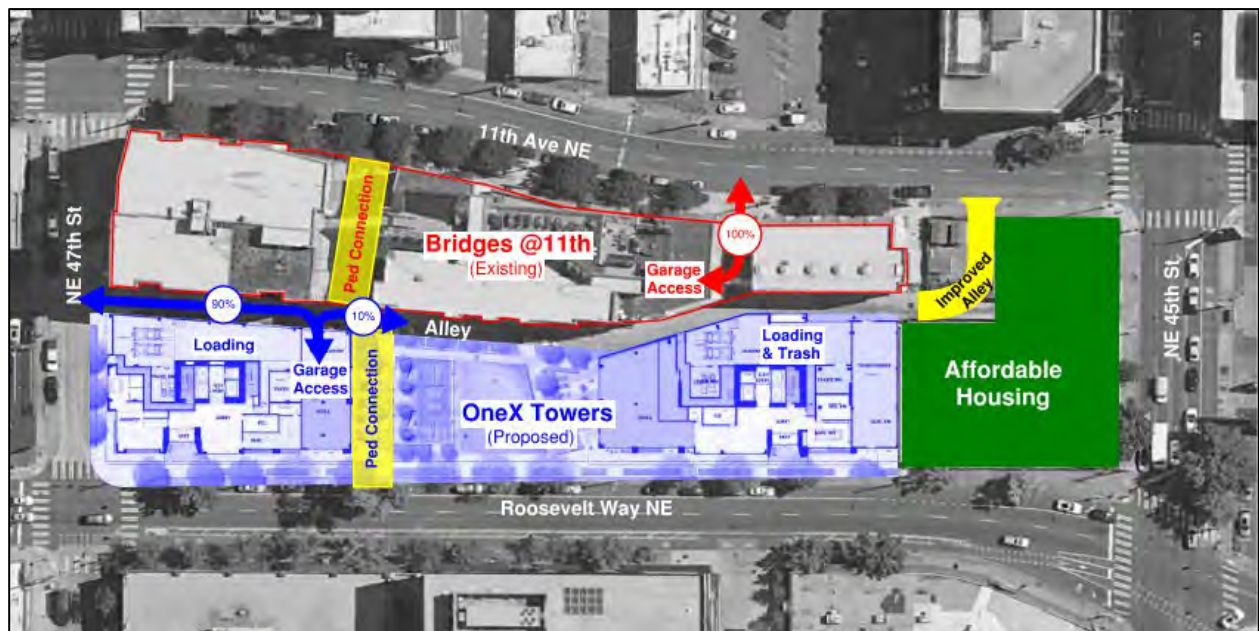 11th Ave NE
NE 47th St
Ped Connection
Bridges @11th
(Existing)
100%
Garage
Access
Improved
Alley
NE 45th St
90%
10%
Alley
Loading
Garage
Access
Ped Connection
OneX Towers
(Proposed)
Loading
& Trash
Affordable
Housing
Roosevelt Way NE